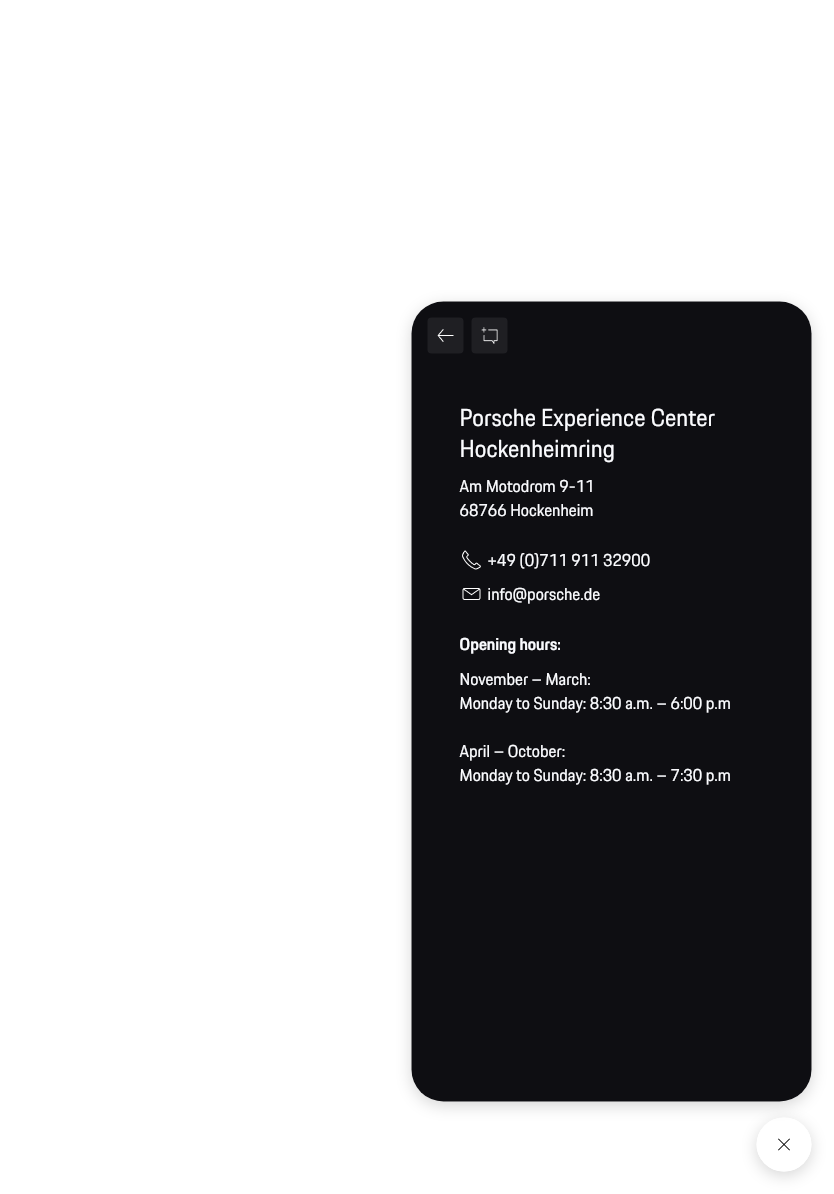 Porsche Experience Center
Hockenheimring
Am Motodrom 9-11
68766 Hockenheim
+49 (0)711 911 32900
info@porsche.de
Opening hours:
November – March:
Monday to Sunday: 8:30 a.m. – 6:00 p.m
April – October:
Monday to Sunday: 8:30 a.m. – 7:30 p.m